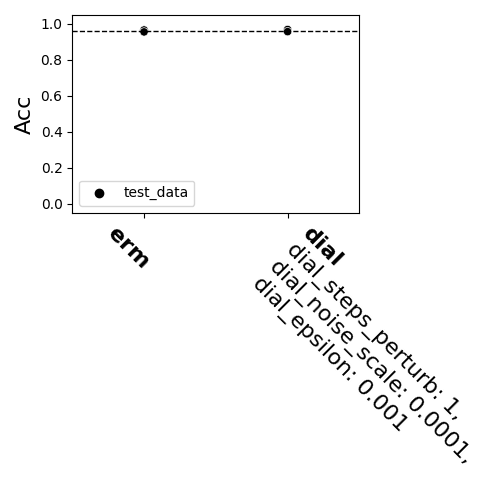 1.0
0.8
0.6
0.4
0.2
0.0
Acc
test_data
erm
dial
dial_steps_perturb: 1,
dial_noise_scale: 0.0001,
dial_epsilon: 0.001